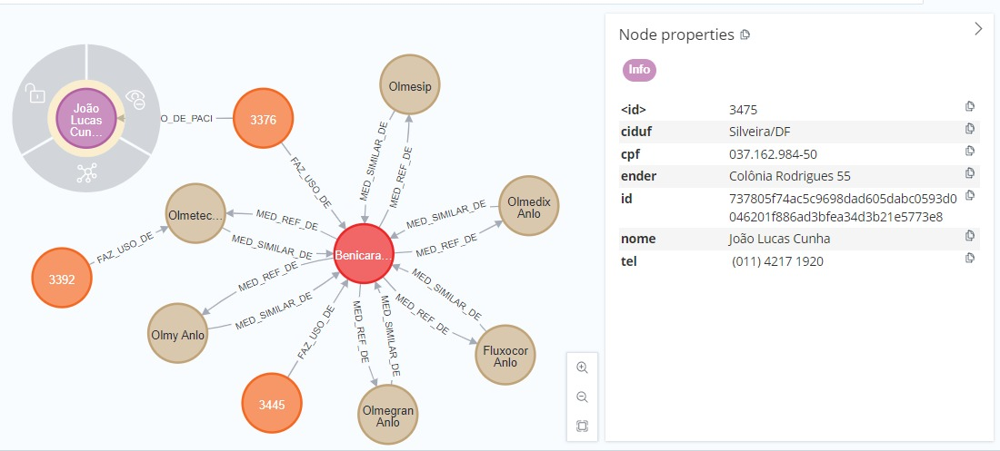 João
Lucas
Cun...
O_DE_PACI
3376
Olmesip
FAZ_USO_DE
MED_SIMILAR_DE
MED_REF_DE
Olmetec...
MED_REF_DE
MED_SIMILAR_DE
Olmedix
Anlo
MED_SIMILAR_DE
MED_REF_DE
FAZ_USO_DE
3392
Benicara...
MED_REF_DE
MED_SIMILAR_DE
Olmy Anlo
FAZ_USO_DE
3445
MED_REF_DE
MED_SIMILAR_DE
Olmegran
Anlo
MED_SIMILAR_DE
MED_REF_DE
Fluxocor
Anlo
Node properties
Info
<id> 3475
ciduf Silveira/DF
cpf 037.162.984-50
ender Colônia Rodrigues 55
id 737805f74ac5c9698dad605dabc0593d0
046201f886ad3bfea34d3b21e5773e8
nome João Lucas Cunha
tel (011) 4217 1920